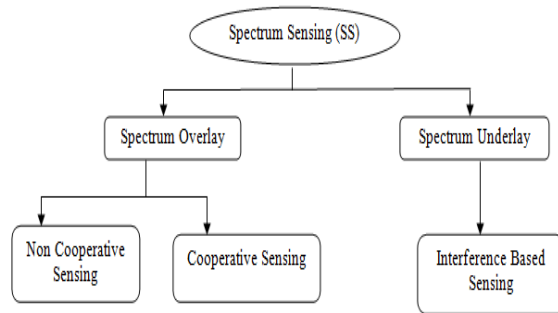 Spectrum Sensing (SS)
Spectrum Overlay
Spectrum Underlay
Non Cooperative
Sensing
Cooperative Sensing
Interference Based
Sensing